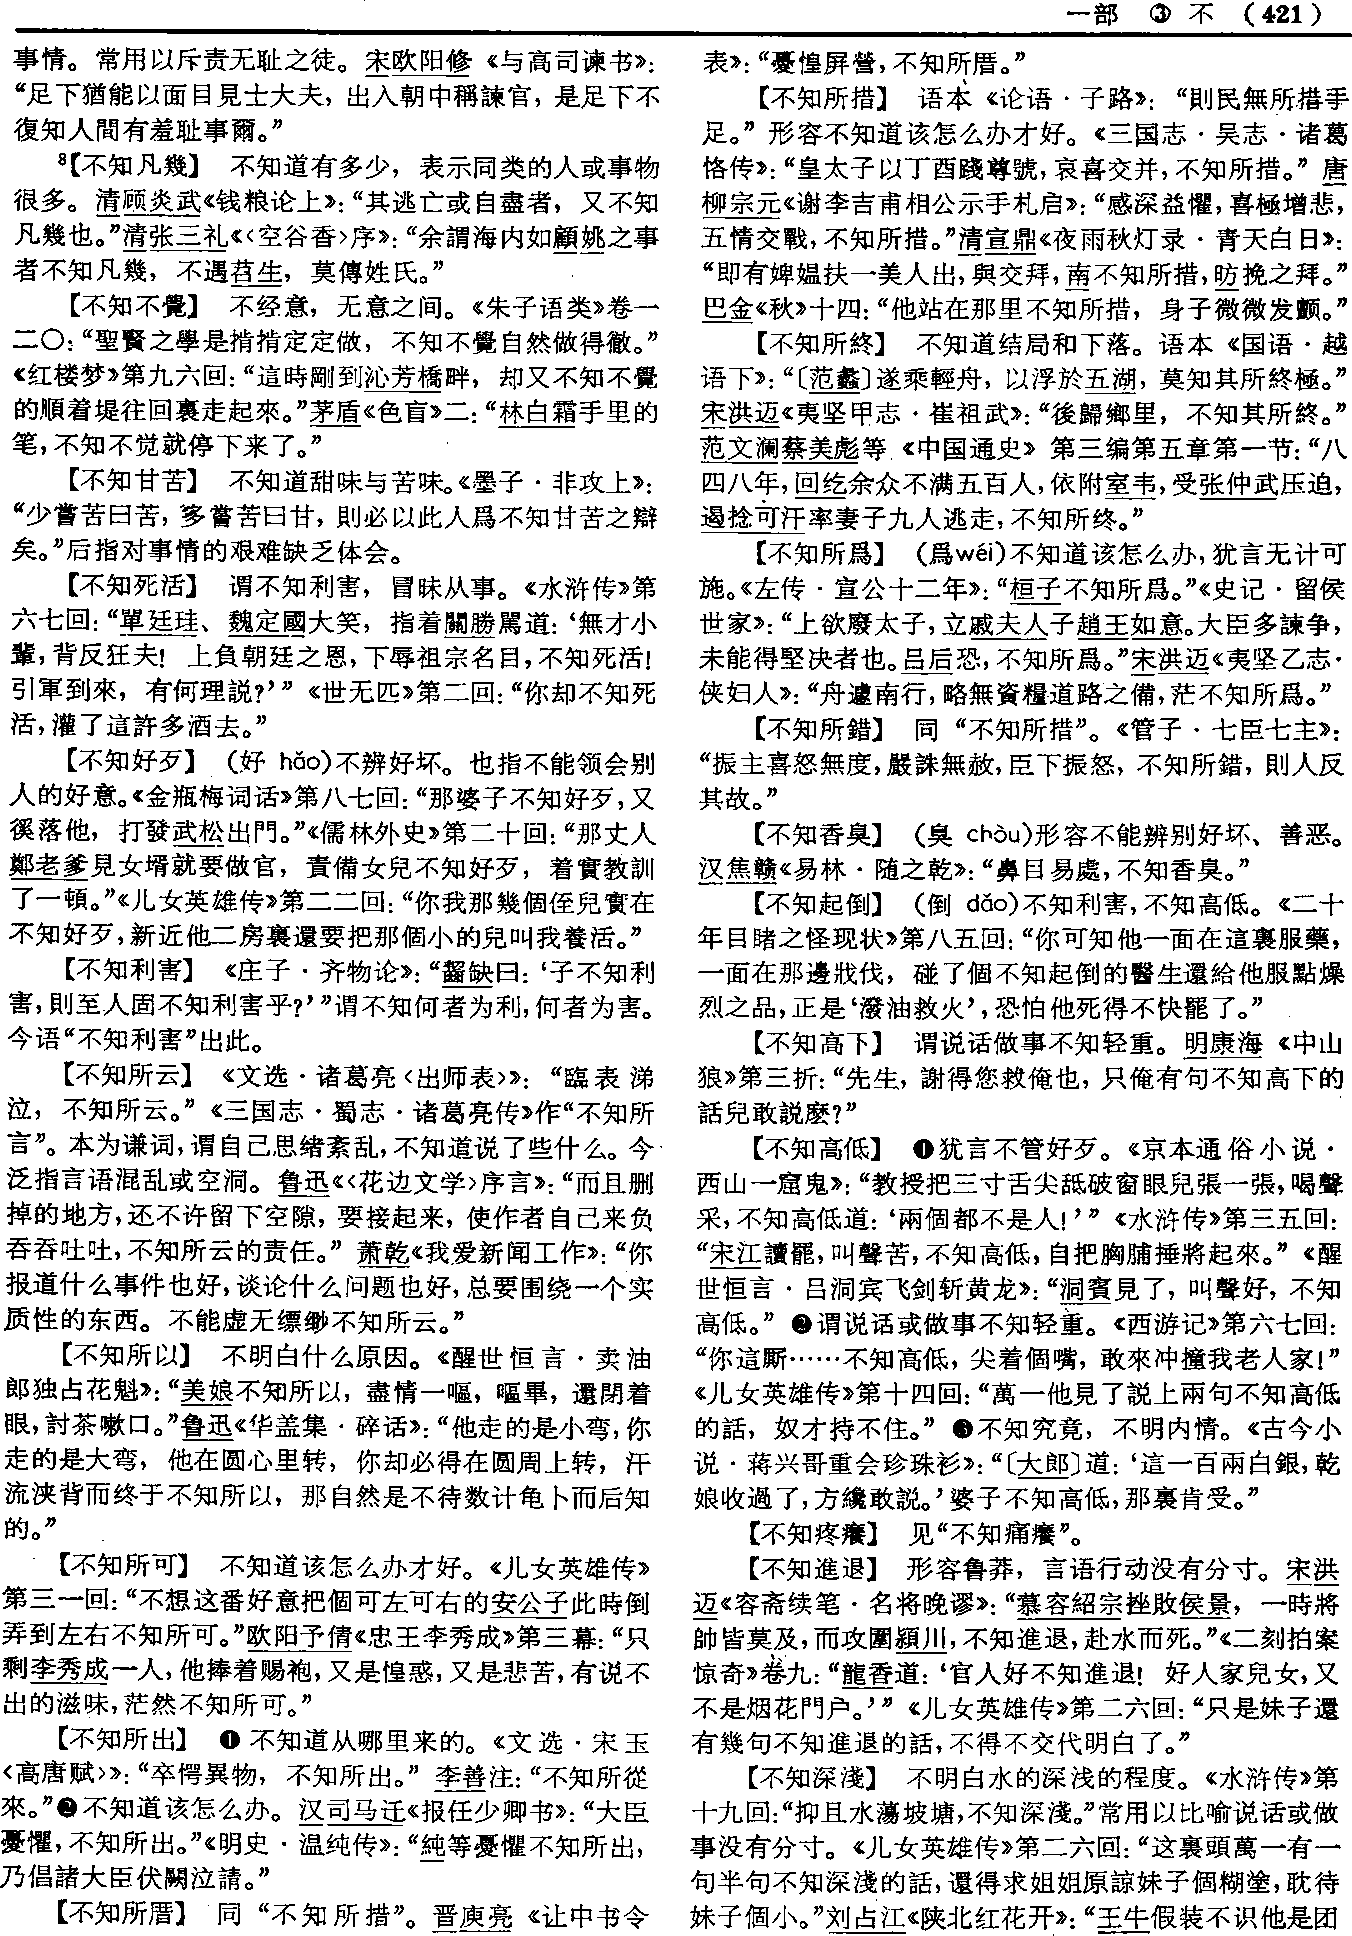 一部 ③ 不 (421)
事情。常用以斥责无耻之徒。宋欧阳修《与高司谏书》：
“足下猶能以面目見士大夫，出入朝中稱諫官，是足下不
復知人間有羞耻事爾。”
⁸【不知凡幾】 不知道有多少，表示同类的人或事物
很多。清顾炎武《钱粮论上》：“其逃亡或自盡者，又不知
凡幾也。”清张三礼《〈空谷香〉序》：“余謂海内如顧姚之事
者不知凡幾，不遇苕生，莫傳姓氏。”
【不知不覺】 不经意，无意之间。《朱子语类》卷一
二〇：“聖賢之學是揹揹定定做，不知不覺自然做得徹。”
《红楼梦》第九六回：“這時剛到沁芳橋畔，却又不知不覺
的順着堤往回裏走起來。”茅盾《色盲》二：“林白霜手里的
笔，不知不觉就停下来了。”
【不知甘苦】 不知道甜味与苦味。《墨子·非攻上》：
“少嘗苦曰苦，多嘗苦曰甘，則必以此人爲不知甘苦之辯
矣。”后指对事情的艰难缺乏体会。
【不知死活】 谓不知利害，冒昧从事。《水浒传》第
六七回：“單廷珪、魏定國大笑，指着關勝駡道：‘無才小
輩，背反狂夫！上負朝廷之恩，下辱祖宗名目，不知死活！
引軍到來，有何理説？’”《世无匹》第二回：“你却不知死
活，灌了這許多酒去。”
【不知好歹】 (好 hǎo)不辨好坏。也指不能领会别
人的好意。《金瓶梅词话》第八七回：“那婆子不知好歹，又
徯落他，打發武松出門。”《儒林外史》第二十回：“那丈人
鄭老爹見女壻就要做官，責備女兒不知好歹，着實教訓
了一頓。”《儿女英雄传》第二二回：“你我那幾個侄兒實在
不知好歹，新近他二房裏還要把那個小的兒叫我養活。”
【不知利害】 《庄子·齐物论》：“齧缺曰：‘子不知利
害，則至人固不知利害乎？’”谓不知何者为利，何者为害。
今语“不知利害”出此。
【不知所云】 《文选·诸葛亮〈出师表〉》：“臨表涕
泣，不知所云。”《三国志·蜀志·诸葛亮传》作“不知所
言”。本为谦词，谓自己思绪紊乱，不知道说了些什么。今
泛指言语混乱或空洞。鲁迅《〈花边文学〉序言》：“而且删
掉的地方，还不许留下空隙，要接起来，使作者自己来负
吞吞吐吐，不知所云的责任。”萧乾《我爱新闻工作》：“你
报道什么事件也好，谈论什么问题也好，总要围绕一个实
质性的东西。不能虚无缥缈不知所云。”
【不知所以】 不明白什么原因。《醒世恒言·卖油
郎独占花魁》：“美娘不知所以，盡情一嘔，嘔畢，還閉着
眼，討茶嗽口。”鲁迅《华盖集·碎话》：“他走的是小弯，你
走的是大弯，他在圆心里转，你却必得在圆周上转，汗
流浃背而终于不知所以，那自然是不待数计龟卜而后知
的。”
【不知所可】 不知道该怎么办才好。《儿女英雄传》
第三一回：“不想这番好意把個可左可右的安公子此時倒
弄到左右不知所可。”欧阳予倩《忠王李秀成》第三幕：“只
剩李秀成一人，他捧着赐袍，又是惶惑，又是悲苦，有说不
出的滋味，茫然不知所可。”
【不知所出】 ❶不知道从哪里来的。《文选·宋玉
〈高唐赋〉》：“卒愕異物，不知所出。”李善注：“不知所從
來。”❷不知道该怎么办。汉司马迁《报任少卿书》：“大臣
憂懼，不知所出。”《明史·温纯传》：“純等憂懼不知所出，
乃倡諸大臣伏闕泣請。”
【不知所厝】 同“不知所措”。晋庾亮《让中书令
表》：“憂惶屏營，不知所厝。”
【不知所措】 语本《论语·子路》：“則民無所措手
足。”形容不知道该怎么办才好。《三国志·吴志·诸葛
恪传》：“皇太子以丁酉踐尊號，哀喜交并，不知所措。”唐
柳宗元《谢李吉甫相公示手札启》：“感深益懼，喜極增悲，
五情交戰，不知所措。”清宣鼎《夜雨秋灯录·青天白日》：
“即有婢媪扶一美人出，與交拜，南不知所措，昉挽之拜。”
巴金《秋》十四：“他站在那里不知所措，身子微微发颤。”
【不知所終】 不知道结局和下落。语本《国语·越
语下》：“〔范蠡〕遂乘輕舟，以浮於五湖，莫知其所終極。”
宋洪迈《夷坚甲志·崔祖武》：“後歸鄉里，不知其所終。”
范文澜蔡美彪等《中国通史》第三编第五章第一节：“八
四八年，回纥余众不满五百人，依附室韦，受张仲武压迫，
遏捻可汗率妻子九人逃走，不知所终。”
【不知所爲】 (爲wéi)不知道该怎么办，犹言无计可
施。《左传·宣公十二年》：“桓子不知所爲。”《史记·留侯
世家》：“上欲廢太子，立戚夫人子趙王如意。大臣多諫争，
未能得堅决者也。吕后恐，不知所爲。”宋洪迈《夷坚乙志·
侠妇人》：“舟遽南行，略無資糧道路之備，茫不知所爲。”
【不知所錯】 同“不知所措”。《管子·七臣七主》：
“振主喜怒無度，嚴誅無赦，臣下振怒，不知所錯，則人反
其故。”
【不知香臭】 (臭 chòu)形容不能辨别好坏、善恶。
汉焦赣《易林·随之乾》：“鼻目易處，不知香臭。”
【不知起倒】 (倒 dǎo)不知利害，不知高低。《二十
年目睹之怪现状》第八五回：“你可知他一面在這裏服藥，
一面在那邊戕伐，碰了個不知起倒的醫生還給他服點燥
烈之品，正是‘潑油救火’，恐怕他死得不快罷了。”
【不知高下】 谓说话做事不知轻重。明康海《中山
狼》第三折：“先生，謝得您救俺也，只俺有句不知高下的
話兒敢説麽？”
【不知高低】 ❶犹言不管好歹。《京本通俗小说·
西山一窟鬼》：“教授把三寸舌尖舐破窗眼兒張一張，喝聲
采，不知高低道：‘兩個都不是人！’”《水浒传》第三五回：
“宋江讀罷，叫聲苦，不知高低，自把胸脯捶將起來。”《醒
世恒言·吕洞宾飞剑斩黄龙》：“洞賓見了，叫聲好，不知
高低。”❷谓说话或做事不知轻重。《西游记》第六七回：
“你這厮……不知高低，尖着個嘴，敢來冲撞我老人家！”
《儿女英雄传》第十四回：“萬一他見了説上兩句不知高低
的話，奴才持不住。”❸不知究竟，不明内情。《古今小
说·蒋兴哥重会珍珠衫》：“〔大郎〕道：‘這一百兩白銀，乾
娘收過了，方纔敢説。’婆子不知高低，那裏肯受。”
【不知疼癢】 见“不知痛癢”。
【不知進退】 形容鲁莽，言语行动没有分寸。宋洪
迈《容斋续笔·名将晚谬》：“慕容紹宗挫敗侯景，一時將
帥皆莫及，而攻圍潁川，不知進退，赴水而死。”《二刻拍案
惊奇》卷九：“龍香道：‘官人好不知進退！好人家兒女，又
不是烟花門户。’”《儿女英雄传》第二六回：“只是妹子還
有幾句不知進退的話，不得不交代明白了。”
【不知深淺】 不明白水的深浅的程度。《水浒传》第
十九回：“抑且水蕩坡塘，不知深淺。”常用以比喻说话或做
事没有分寸。《儿女英雄传》第二六回：“这裏頭萬一有一
句半句不知深淺的話，還得求姐姐原諒妹子個糊塗，耽待
妹子個小。”刘占江《陕北红花开》：“王牛假装不识他是团